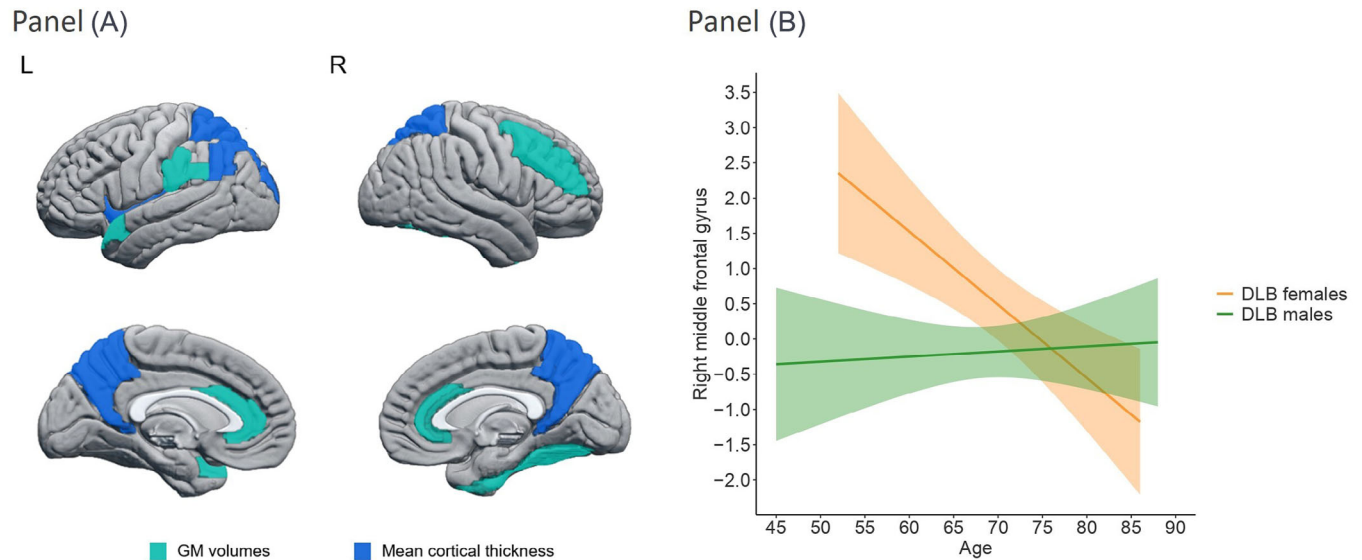 Panel (A)
L
R
GM volumes
Mean cortical thickness
Panel (B)
Right middle frontal gyrus
3.5
3.0
2.5
2.0
1.5
1.0
0.5
0.0
−0.5
−1.0
−1.5
−2.0
45 50 55 60 65 70 75 80 85 90
Age
DLB females
DLB males